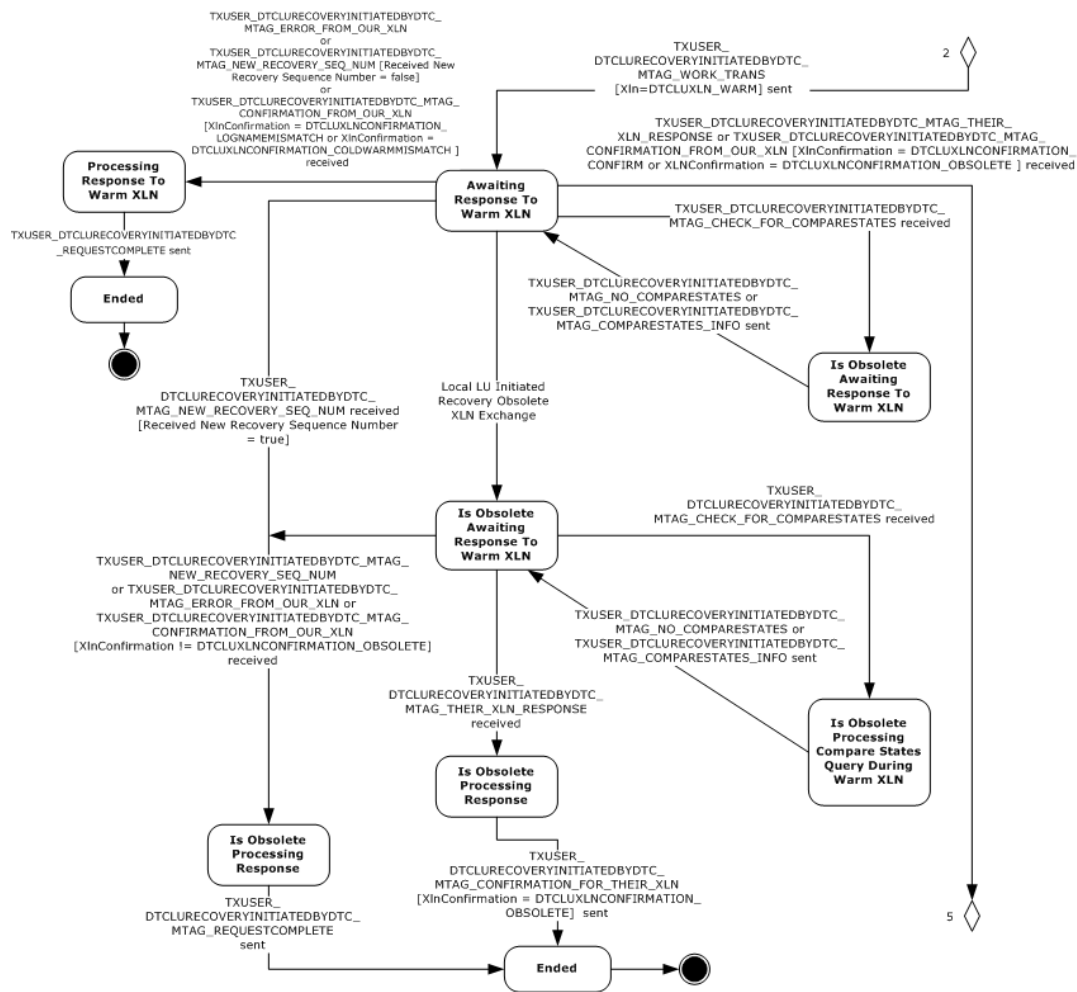 TXUSER_DTCLURECOVERYINITIATEDBYDTC_
MTAG_ERROR_FROM_OUR_XLN
or
TXUSER_DTCLURECOVERYINITIATEDBYDTC_
MTAG_NEW_RECOVERY_SEQ_NUM [Received New
Recovery Sequence Number = false]
or
TXUSER_DTCLURECOVERYINITIATEDBYDTC_MTAG_
CONFIRMATION_FROM_OUR_XLN
[XlnConfirmation = DTCLUXLNCONFIRMATION_
LOGNAMEMISMATCH or XlnConfirmation =
DTCLUXLNCONFIRMATION_COLDWARMMISMATCH ]
received
TXUSER_
DTCLURECOVERYINITIATEDBYDTC_
MTAG_WORK_TRANS
[Xln=DTCLUXLN_WARM] sent
2
TXUSER_DTCLURECOVERYINITIATEDBYDTC_MTAG_THEIR_
XLN_RESPONSE or TXUSER_DTCLURECOVERYINITIATEDBYDTC_MTAG_
CONFIRMATION_FROM_OUR_XLN [XlnConfirmation = DTCLUXLNCONFIRMATION_
CONFIRM or XLNConfirmation = DTCLUXLNCONFIRMATION_OBSOLETE ] received
Processing
Response To
Warm XLN
Awaiting
Response To
Warm XLN
TXUSER_DTCLURECOVERYINITIATEDBYDTC_
MTAG_CHECK_FOR_COMPARESTATES received
TXUSER_DTCLURECOVERYINITIATEDBYDTC
_REQUESTCOMPLETE sent
Ended
TXUSER_DTCLURECOVERYINITIATEDBYDTC_
MTAG_NO_COMPARESTATES or
TXUSER_DTCLURECOVERYINITIATEDBYDTC_
MTAG_COMPARESTATES_INFO sent
Is Obsolete
Awaiting
Response To
Warm XLN
TXUSER_
DTCLURECOVERYINITIATEDBYDTC_
MTAG_NEW_RECOVERY_SEQ_NUM received
[Received New Recovery Sequence Number
= true]
Local LU Initiated
Recovery Obsolete
XLN Exchange
Is Obsolete
Awaiting
Response To
Warm XLN
TXUSER_
DTCLURECOVERYINITIATEDBYDTC_
MTAG_CHECK_FOR_COMPARESTATES received
TXUSER_DTCLURECOVERYINITIATEDBYDTC_MTAG_
NEW_RECOVERY_SEQ_NUM
or TXUSER_DTCLURECOVERYINITIATEDBYDTC_
MTAG_ERROR_FROM_OUR_XLN or
TXUSER_DTCLURECOVERYINITIATEDBYDTC_MTAG_
CONFIRMATION_FROM_OUR_XLN
[XlnConfirmation != DTCLUXLNCONFIRMATION_OBSOLETE]
received
TXUSER_DTCLURECOVERYINITIATEDBYDTC_
MTAG_NO_COMPARESTATES or
TXUSER_DTCLURECOVERYINITIATEDBYDTC_
MTAG_COMPARESTATES_INFO sent
TXUSER_
DTCLURECOVERYINITIATEDBYDTC_
MTAG_THEIR_XLN_RESPONSE
received
Is Obsolete
Processing
Compare States
Query During
Warm XLN
Is Obsolete
Processing
Response
Is Obsolete
Processing
Response
TXUSER_
DTCLURECOVERYINITIATEDBYDTC_
MTAG_CONFIRMATION_FOR_THEIR_XLN
[XlnConfirmation = DTCLUXLNCONFIRMATION_
OBSOLETE] sent
TXUSER_
DTCLURECOVERYINITIATEDBYDTC_
MTAG_REQUESTCOMPLETE
sent
5
Ended